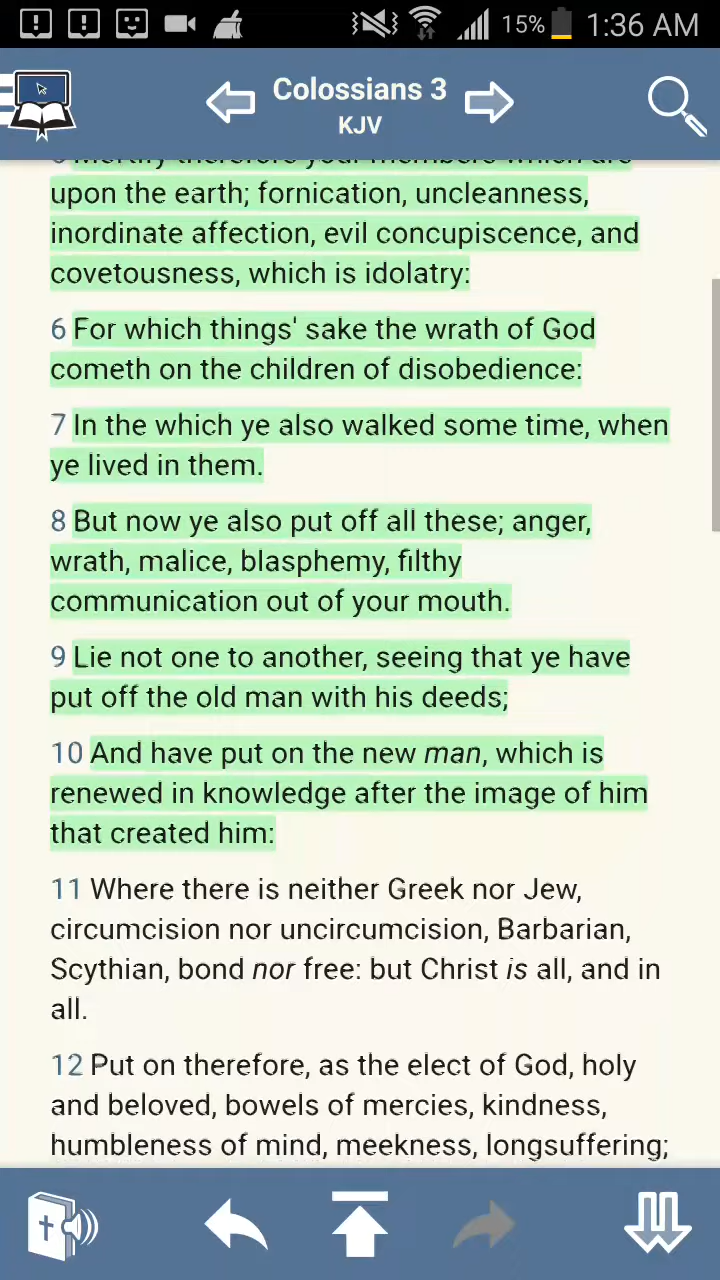 15% 1:36 AM
Colossians 3
KJV
5 Mortify therefore your members which are
upon the earth; fornication, uncleanness,
inordinate affection, evil concupiscence, and
covetousness, which is idolatry:
6 For which things' sake the wrath of God
cometh on the children of disobedience:
7 In the which ye also walked some time, when
ye lived in them.
8 But now ye also put off all these; anger,
wrath, malice, blasphemy, filthy
communication out of your mouth.
9 Lie not one to another, seeing that ye have
put off the old man with his deeds;
10 And have put on the new man, which is
renewed in knowledge after the image of him
that created him:
11 Where there is neither Greek nor Jew,
circumcision nor uncircumcision, Barbarian,
Scythian, bond nor free: but Christ is all, and in
all.
12 Put on therefore, as the elect of God, holy
and beloved, bowels of mercies, kindness,
humbleness of mind, meekness, longsuffering;